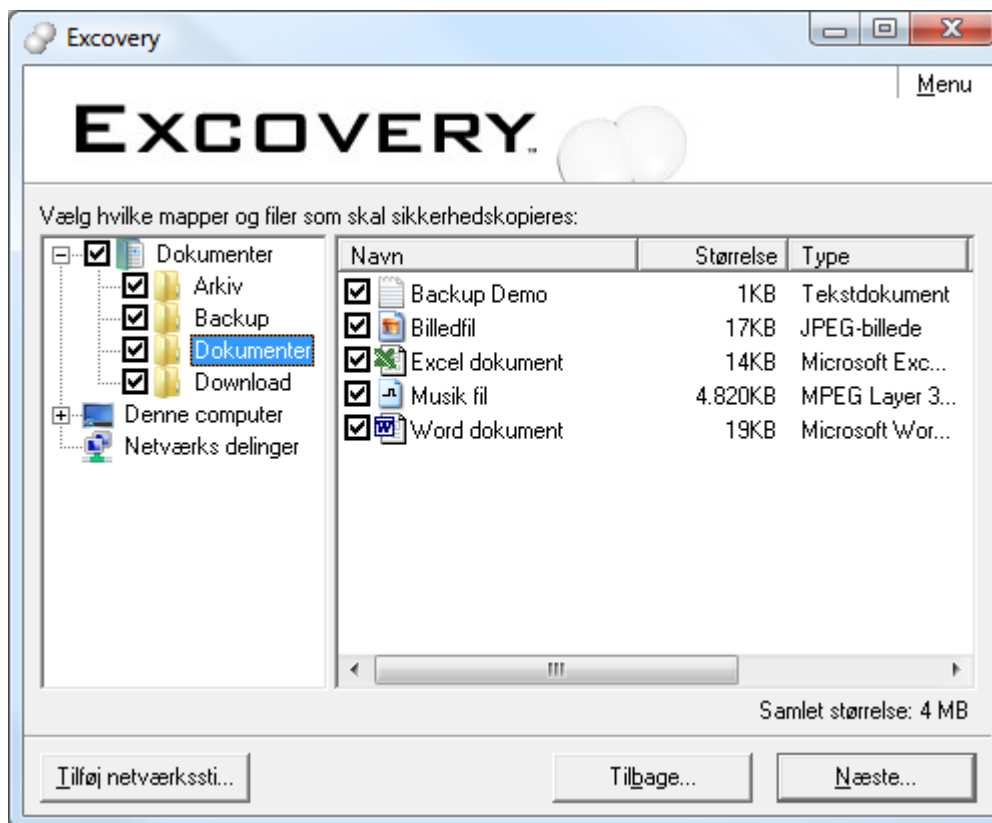 Excovery
Menu
EXCOVERY™
Vælg hvilke mapper og filer som skal sikkerhedskopieres:
Dokumenter
Arkiv
Backup
Dokumenter
Download
Denne computer
Netværks delinger
Navn Størrelse Type
Backup Demo 1KB Tekstdokument
Billedfil 17KB JPEG-billede
Excel dokument 14KB Microsoft Exc...
Musik fil 4.820KB MPEG Layer 3...
Word dokument 19KB Microsoft Wor...
Samlet størrelse: 4 MB
Tilføj netværkssti... Tilbage... Næste...